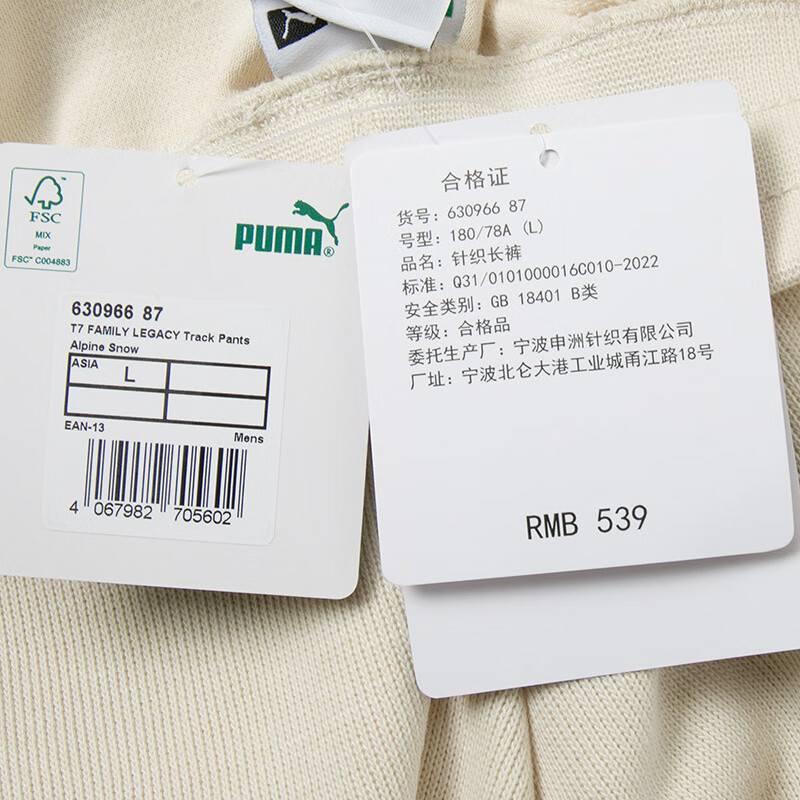 FSC
MIX
Paper
FSC™ C004883
PUMA®
630966 87
T7 FAMILY LEGACY Track Pants
Alpine Snow
ASIA
L
EAN-13
Mens
4 067982 705602
合格证
货号: 630966 87
号型: 180/78A (L)
品名: 针织长裤
标准: Q31/0101000016C010-2022
安全类别: GB 18401 B类
等级: 合格品
委托生产厂: 宁波申洲针织有限公司
厂址: 宁波北仑大港工业城甬江路18号
RMB 539